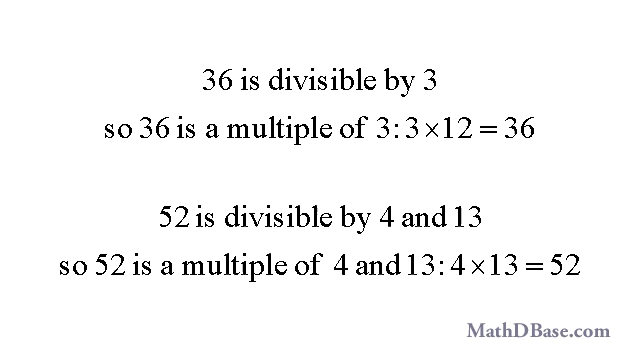 36 is divisible by 3
so 36 is a multiple of 3: 3×12 = 36
52 is divisible by 4 and 13
so 52 is a multiple of 4 and 13: 4×13 = 52
MathDBase.com